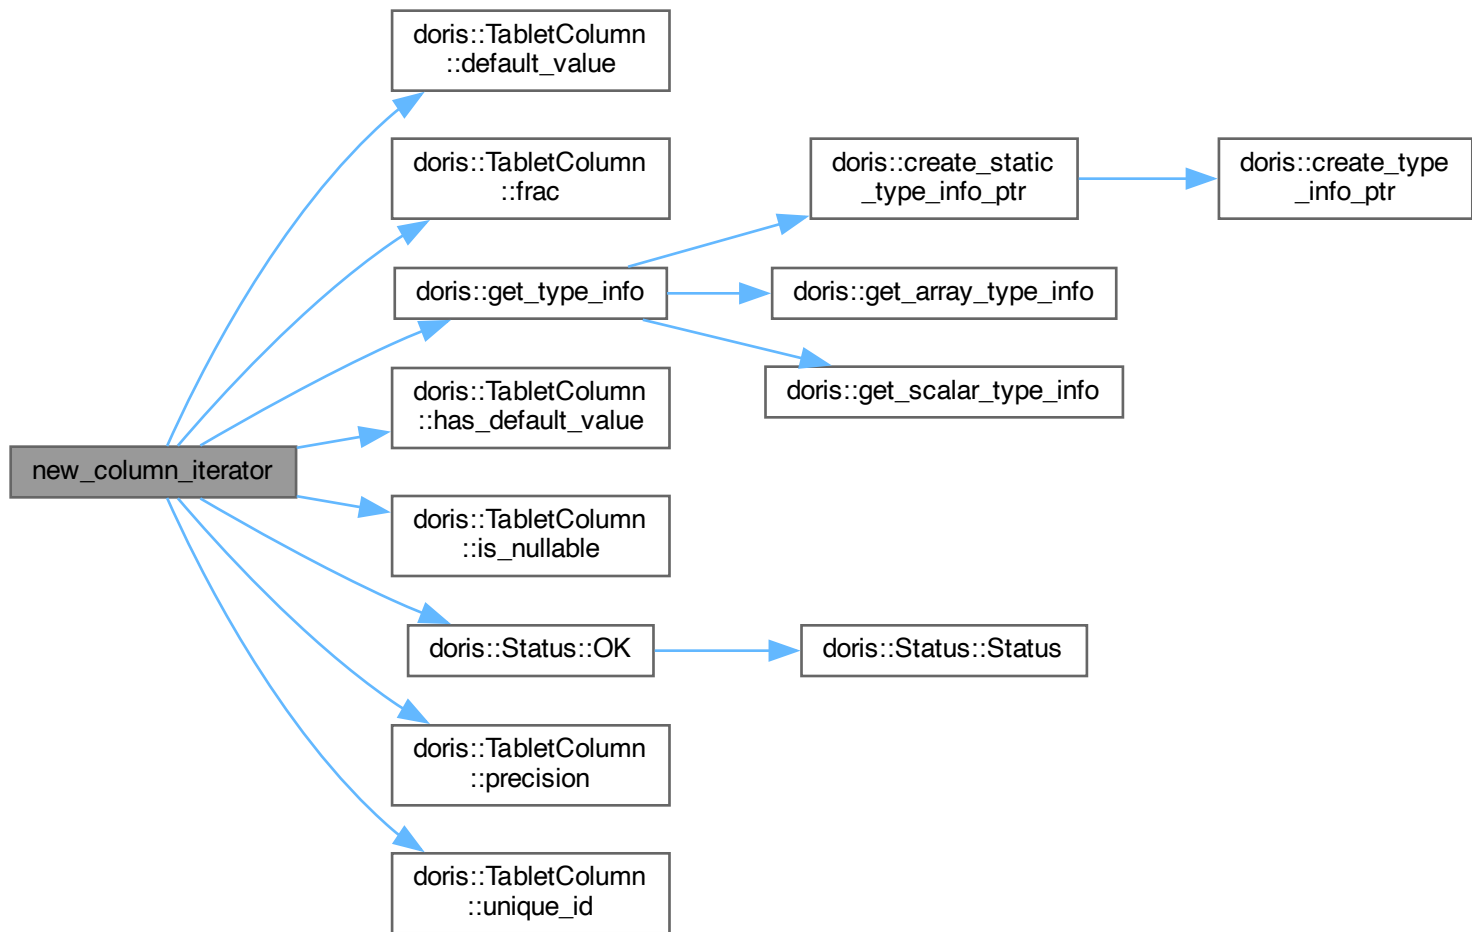 doris::TabletColumn
::default_value
doris::TabletColumn
::frac
doris::create_static
_type_info_ptr
doris::create_type
_info_ptr
doris::get_type_info
doris::get_array_type_info
doris::get_scalar_type_info
doris::TabletColumn
::has_default_value
new_column_iterator
doris::TabletColumn
::is_nullable
doris::Status::OK
doris::Status::Status
doris::TabletColumn
::precision
doris::TabletColumn
::unique_id